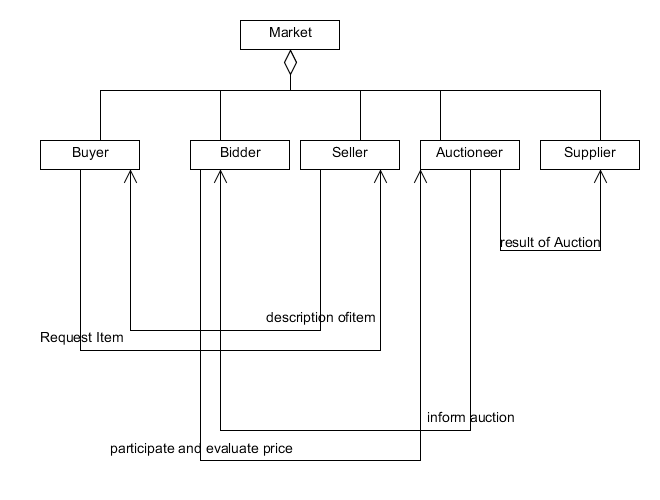 Market
Buyer
Bidder
Seller
Auctioneer
Supplier
result of Auction
description ofitem
Request Item
inform auction
participate and evaluate price